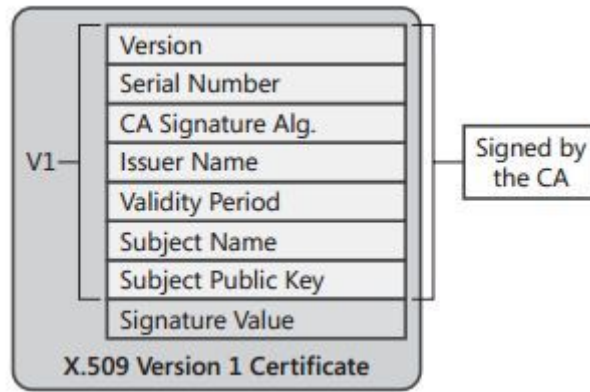 Version
Serial Number
CA Signature Alg.
V1
Issuer Name
Validity Period
Subject Name
Subject Public Key
Signature Value
Signed by
the CA
X.509 Version 1 Certificate